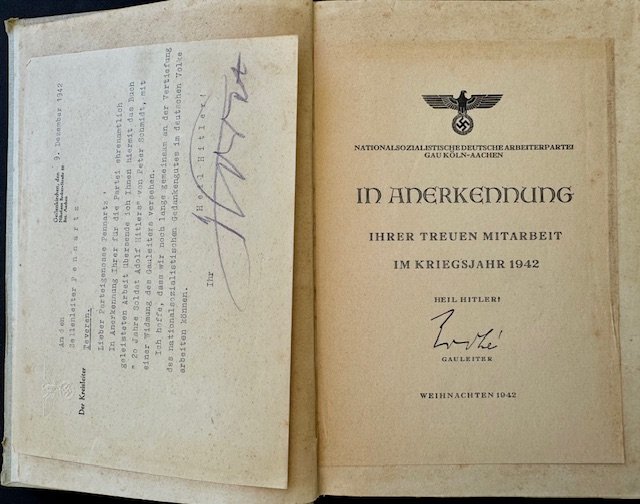 Der Kreisleiter
Geilenkirchen, den 9. Dezember 1942
An den
Zellenleiter Pennartz
Teveren.
Lieber Parteigenosse Pennartz !
In Anerkennung Ihrer für die Partei ehrenamtlich
geleisteten Arbeit übersende ich Ihnen hiermit das Buch
" 20 Jahre Soldat Adolf Hitlers" von Peter Schmidt, mit
einer Widmung des Gauleiters versehen.
Ich hoffe, dass wir noch lange gemeinsam an der Vertiefung
des nationalsozialistischen Gedankengutes im deutschen Volke
arbeiten können.
Heil Hitler!
Ihr
NATIONALSOZIALISTISCHE DEUTSCHE ARBEITERPARTEI
GAU KÖLN-AACHEN
IN ANERKENNUNG
IHRER TREUEN MITARBEIT
IM KRIEGSJAHR 1942
HEIL HITLER!
GAULEITER
WEIHNACHTEN 1942